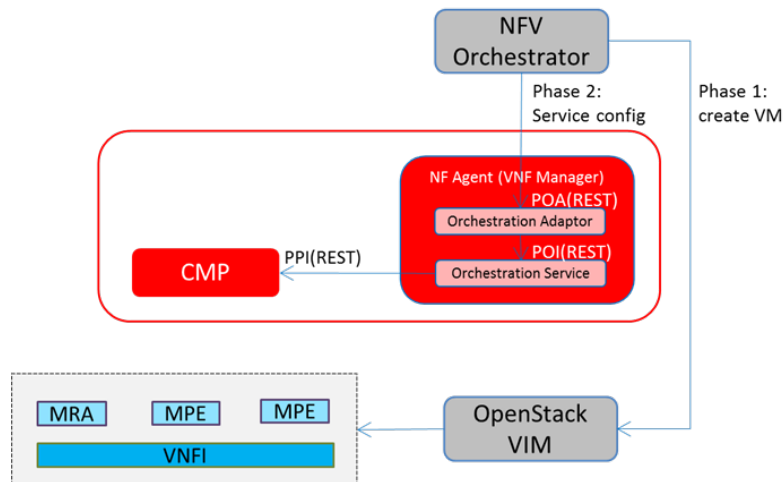 NFV
Orchestrator
Phase 2:
Service config
Phase 1:
create VM
NF Agent (VNF Manager)
POA(REST)
Orchestration Adaptor
POI(REST)
Orchestration Service
PPI(REST)
CMP
MRA
MPE
MPE
VNFI
OpenStack
VIM